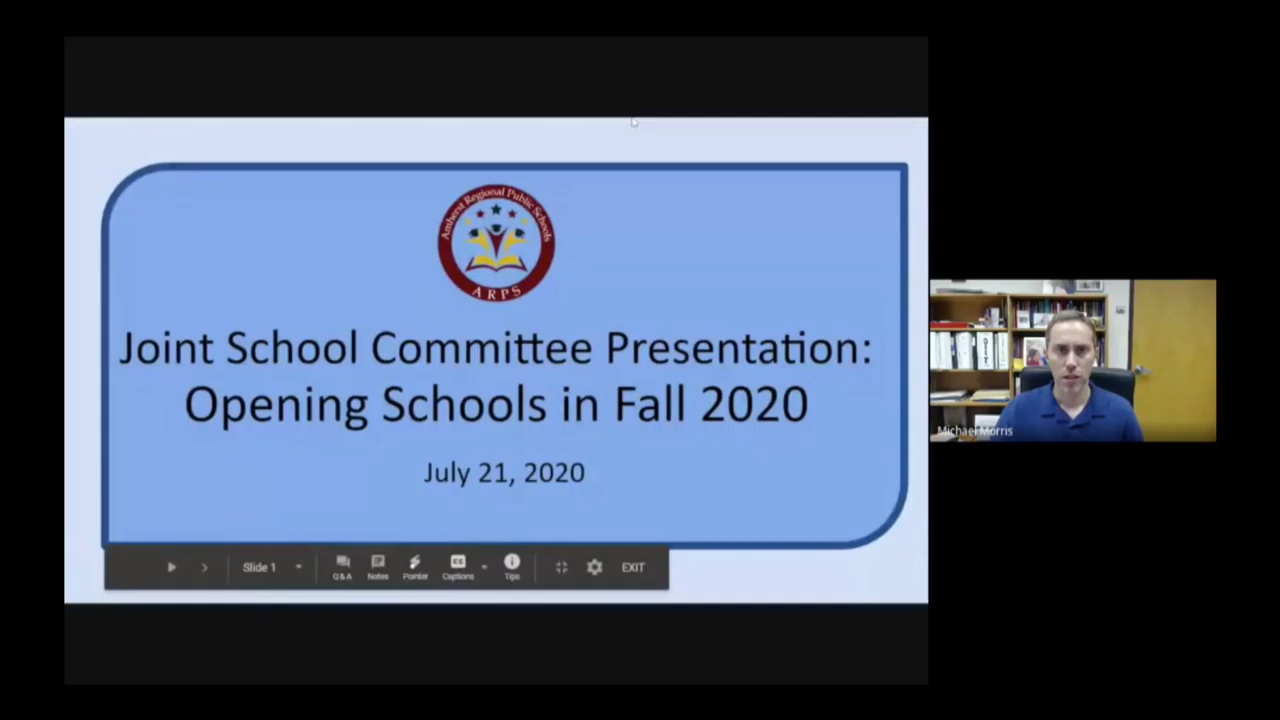 Amherst Regional Public Schools
ARPS
Joint School Committee Presentation:
Opening Schools in Fall 2020
July 21, 2020
Slide 1
Q&A
Notes
Pointer
Captions
Tips
EXIT
Michael Morris